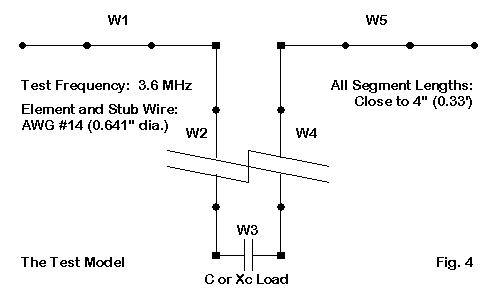 W1
W5
Test Frequency: 3.6 MHz
Element and Stub Wire:
AWG #14 (0.641" dia.)
All Segment Lengths:
Close to 4" (0.33')
W2
W4
W3
The Test Model
C or Xc Load
Fig. 4